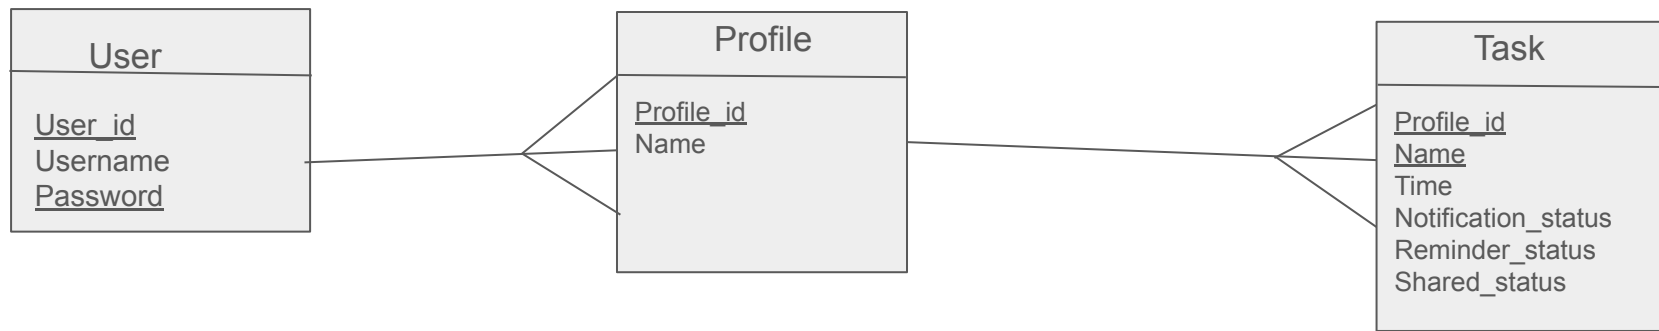 User
User_id
Username
Password
Profile
Profile_id
Name
Task
Profile_id
Name
Time
Notification_status
Reminder_status
Shared_status